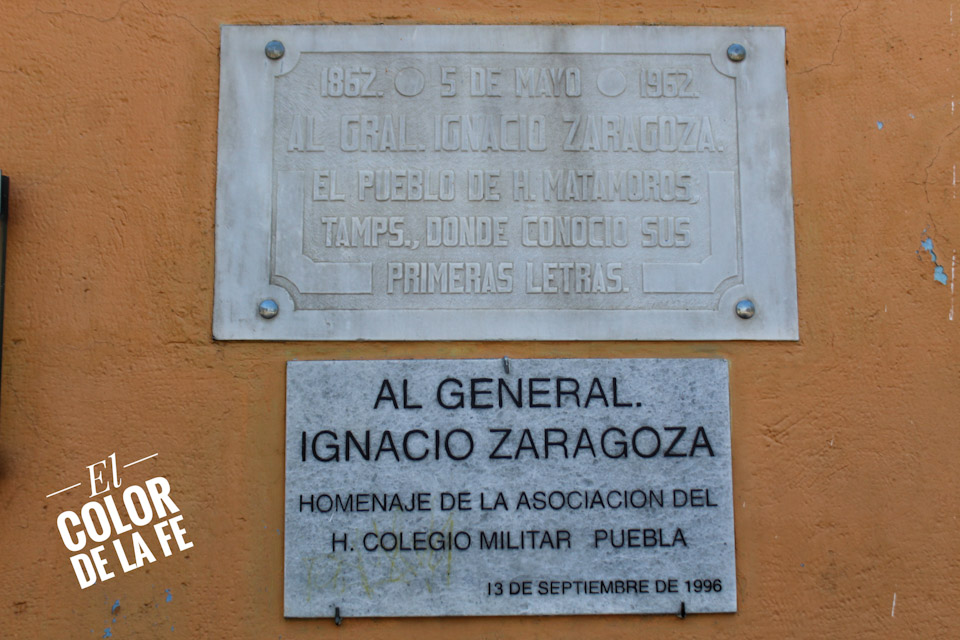 1862. 5 DE MAYO 1962.
AL GRAL. IGNACIO ZARAGOZA.
EL PUEBLO DE H. MATAMOROS,
TAMPS., DONDE CONOCIO SUS
PRIMERAS LETRAS.
AL GENERAL.
IGNACIO ZARAGOZA
HOMENAJE DE LA ASOCIACION DEL
H. COLEGIO MILITAR PUEBLA
13 DE SEPTIEMBRE DE 1996
El
COLOR
DE LA FE